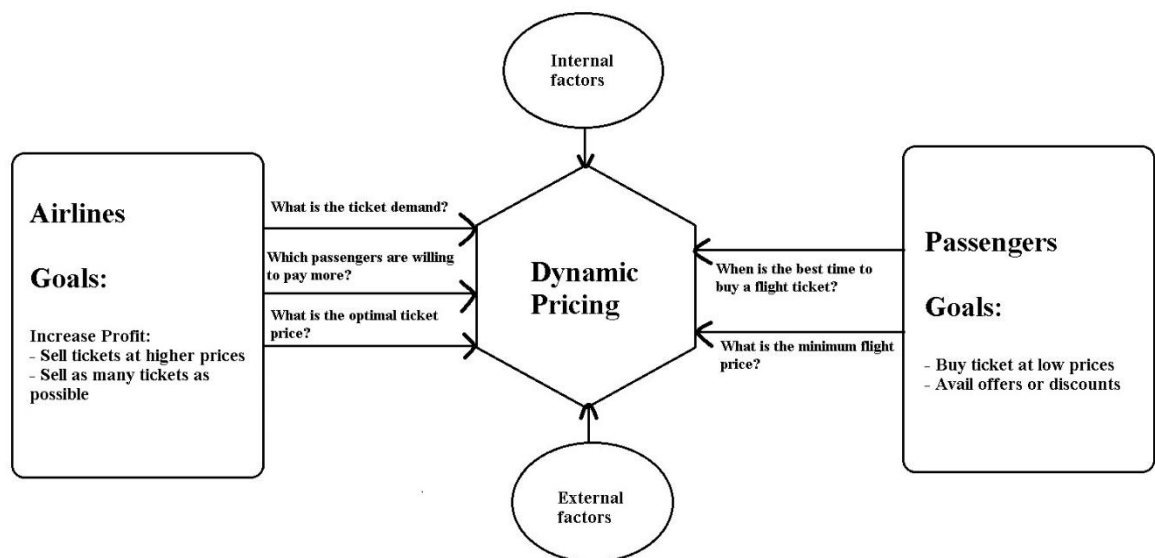 Internal
factors
Airlines
Goals:
Increase Profit:
- Sell tickets at higher prices
- Sell as many tickets as
possible
What is the ticket demand?
Which passengers are willing
to pay more?
What is the optimal ticket
price?
Dynamic
Pricing
When is the best time to
buy a flight ticket?
What is the minimum flight
price?
Passengers
Goals:
- Buy ticket at low prices
- Avail offers or discounts
External
factors